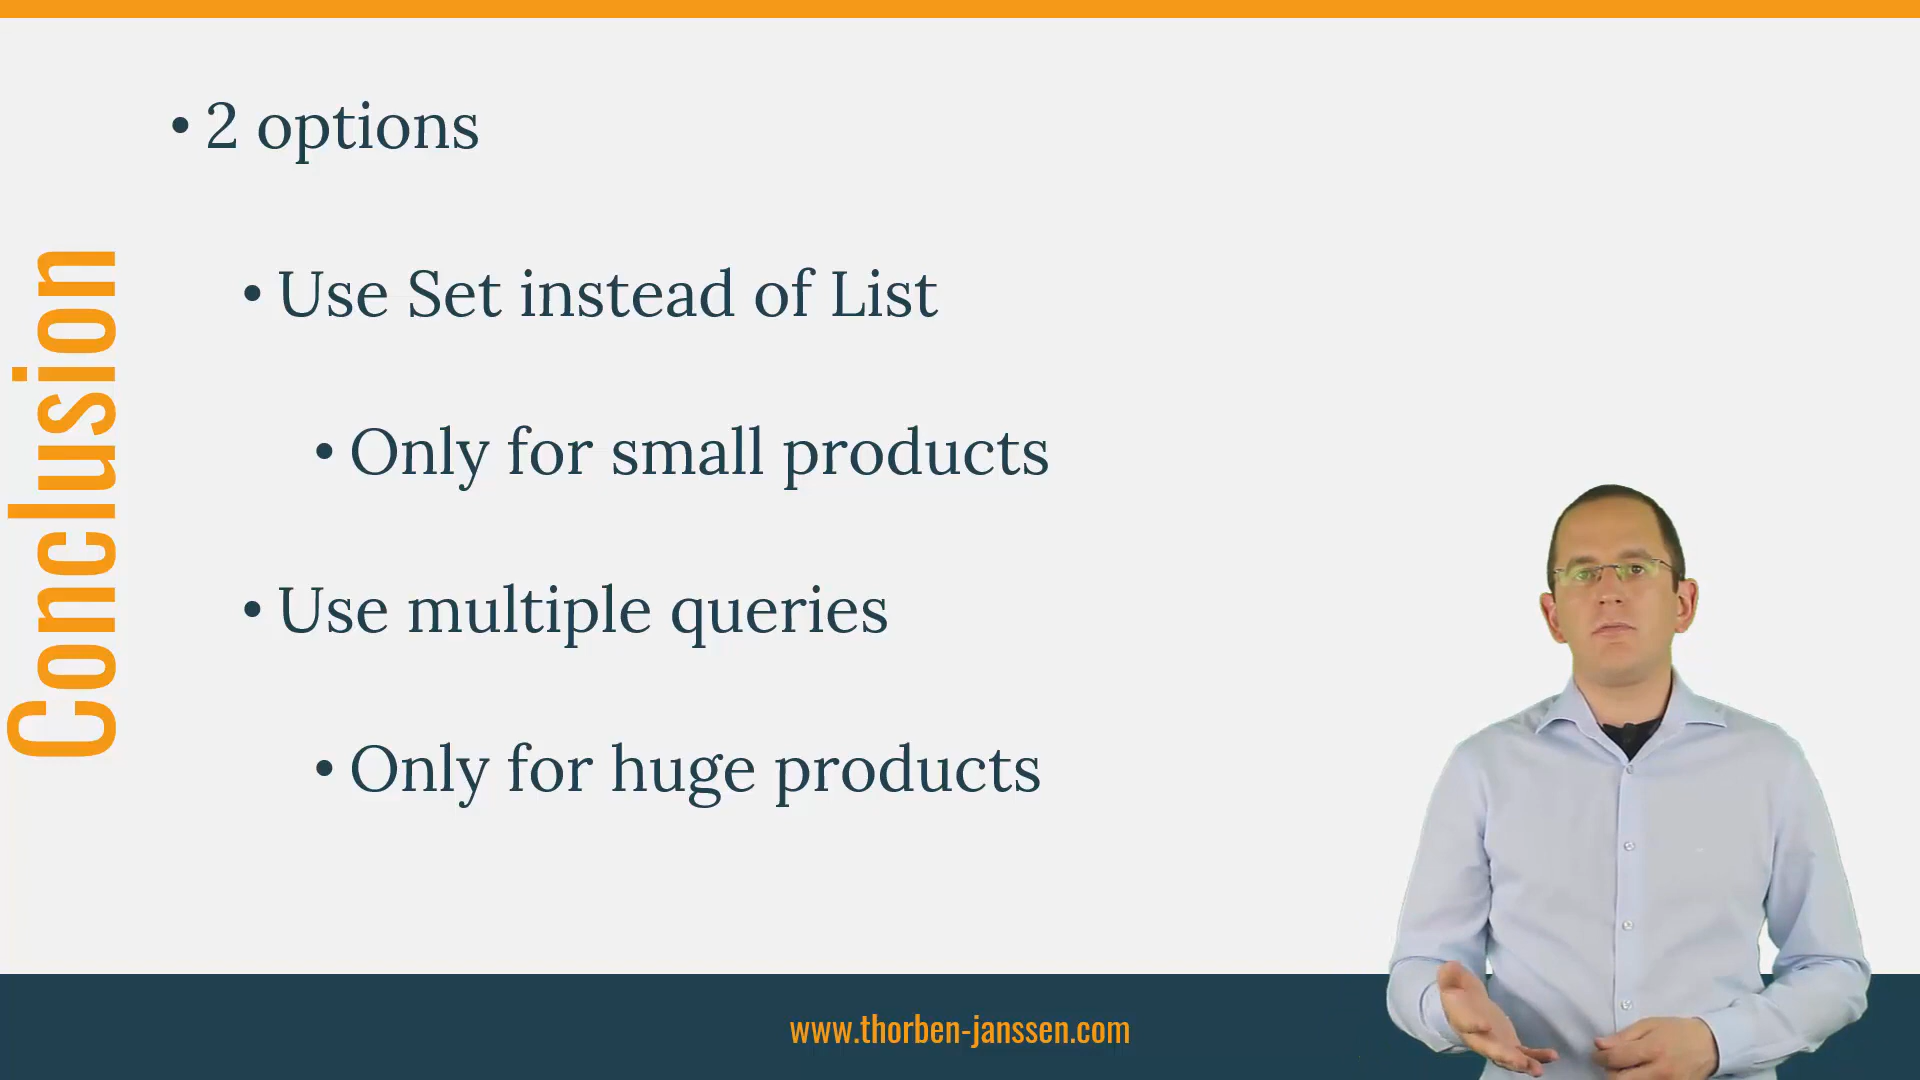 Conclusion
• 2 options
• Use Set instead of List
• Only for small products
• Use multiple queries
• Only for huge products
www.thorben-janssen.com